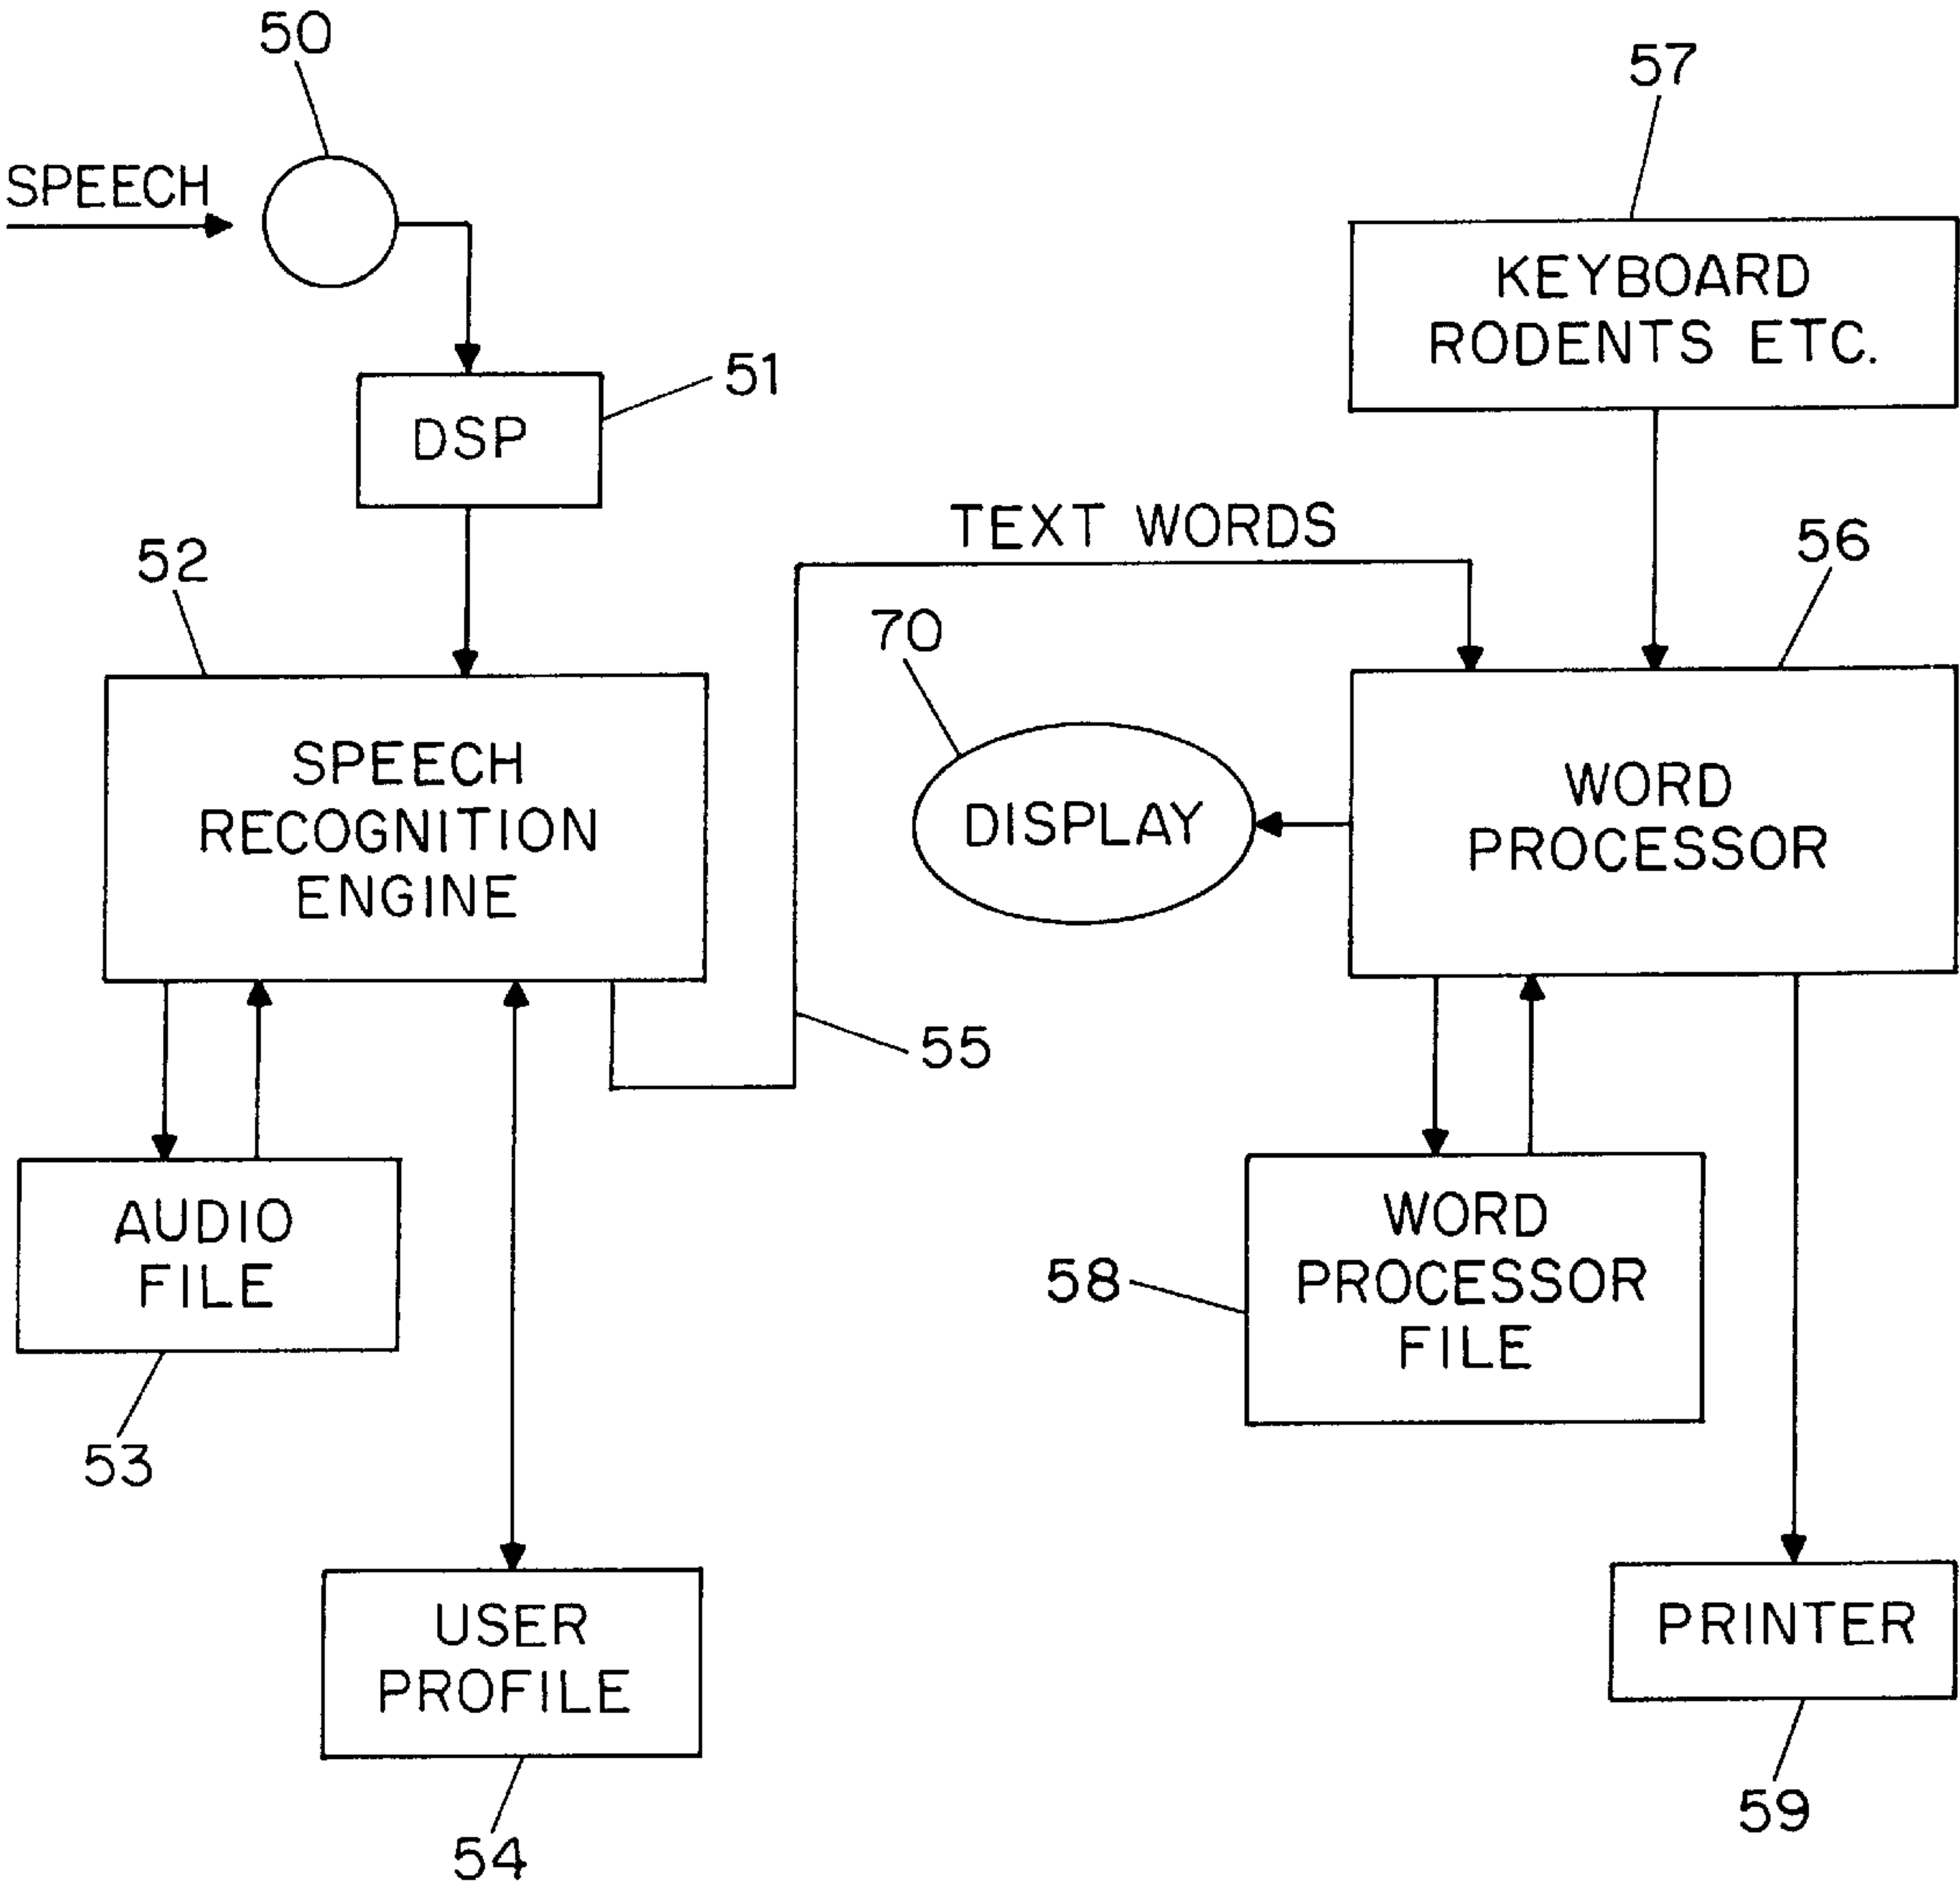 50
57
SPEECH
KEYBOARD
RODENTS ETC.
51
DSP
TEXT WORDS
52
56
70
SPEECH
RECOGNITION
ENGINE
DISPLAY
WORD
PROCESSOR
55
AUDIO
FILE
WORD
PROCESSOR
FILE
58
53
USER
PROFILE
PRINTER
54
59